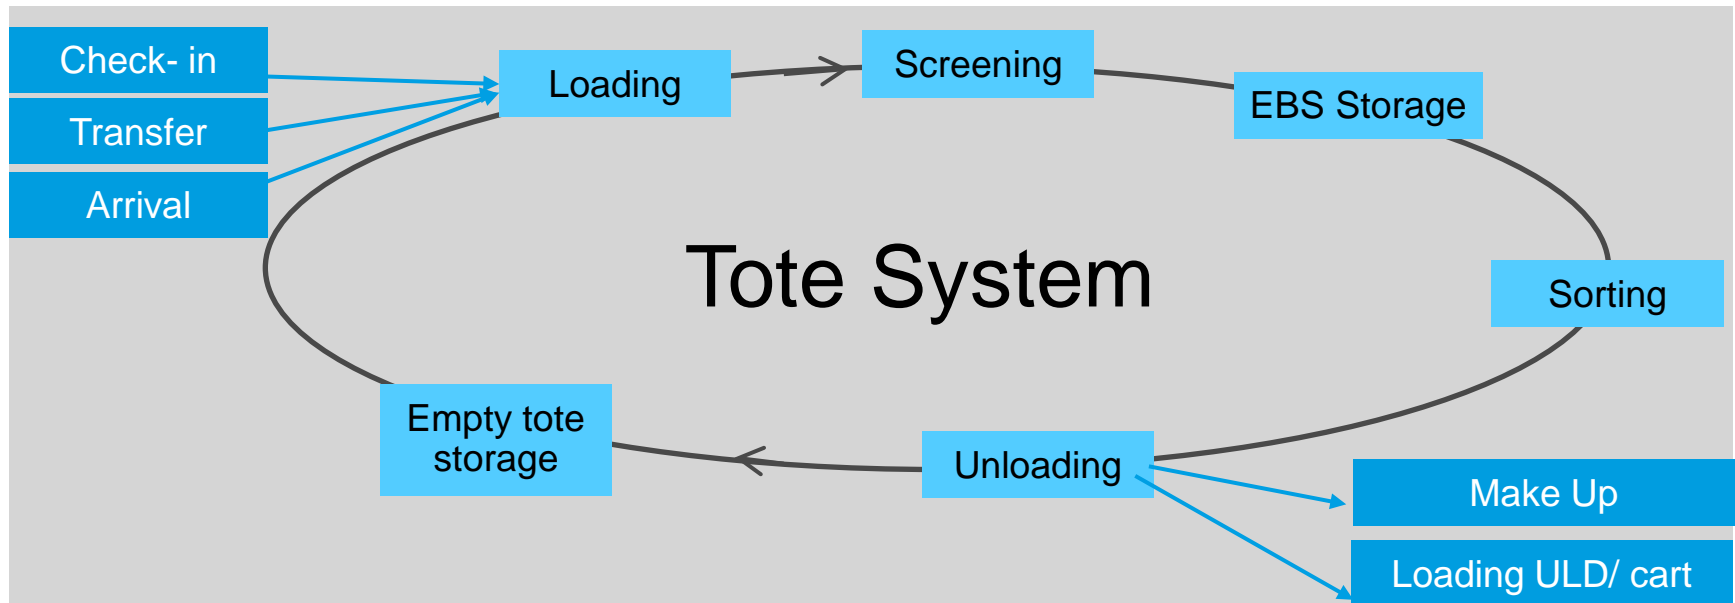 Check- in
Transfer
Arrival
Loading
Screening
EBS Storage
Tote System
Sorting
Empty tote
storage
Unloading
Make Up
Loading ULD/ cart